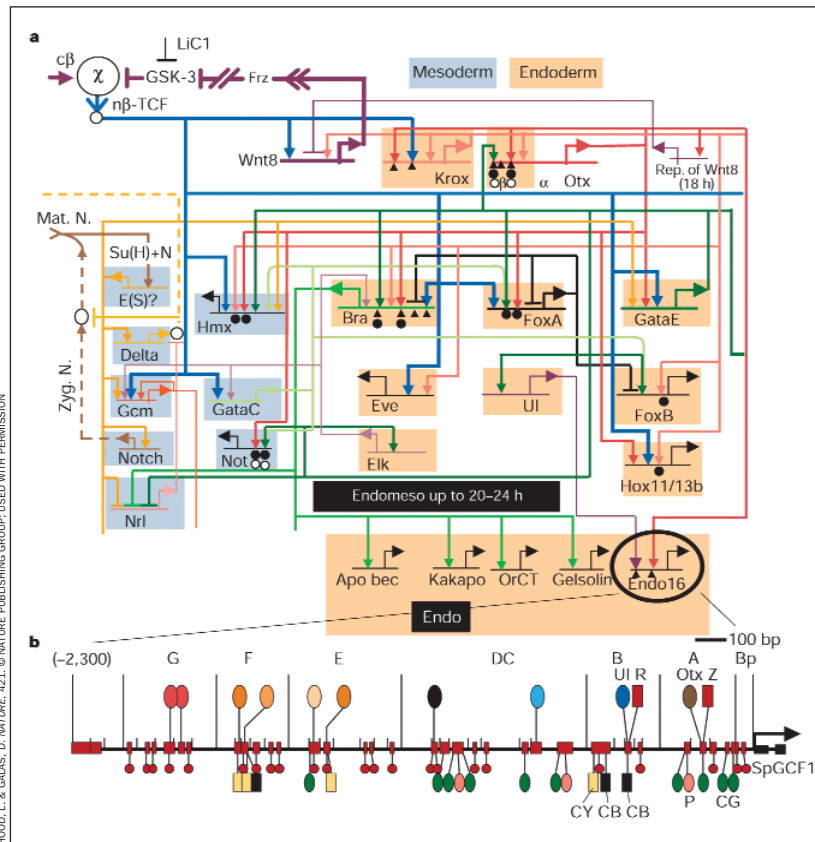 a
LiC1
cβ
χ
GSK-3
Frz
Mesoderm
Endoderm
nβ-TCF
Wnt8
Krox
β
α
Otx
Rep. of Wnt8
(18 h)
Mat. N.
Su(H)+N
E(S)?
Hmx
Bra
FoxA
GataE
Delta
Zyg. N.
Gcm
GataC
Eve
UI
FoxB
Notch
Not
Elk
Hox11/13b
Nrl
Endomeso up to 20–24 h
Apo bec
Kakapo
OrCT
Gelsolin
Endo16
Endo
b
100 bp
(–2,300)
G
F
E
DC
B
A
Bp
UI R
Otx Z
SpGCF1
CY
CB
CB
P
CG
HOOD, L. & GALAS, D. NATURE, 421. © NATURE PUBLISHING GROUP; USED WITH PERMISSION